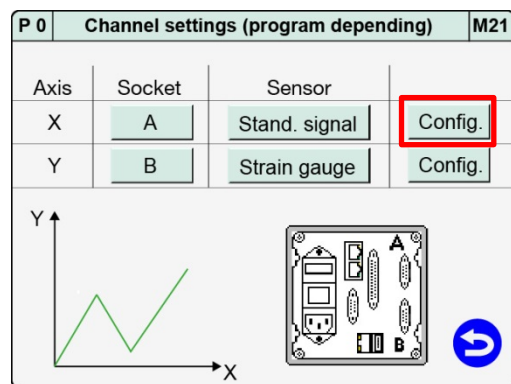 P 0 Channel settings (program depending) M21
Axis Socket Sensor
X A Stand. signal Config.
Y B Strain gauge Config.
Y
A
B
X